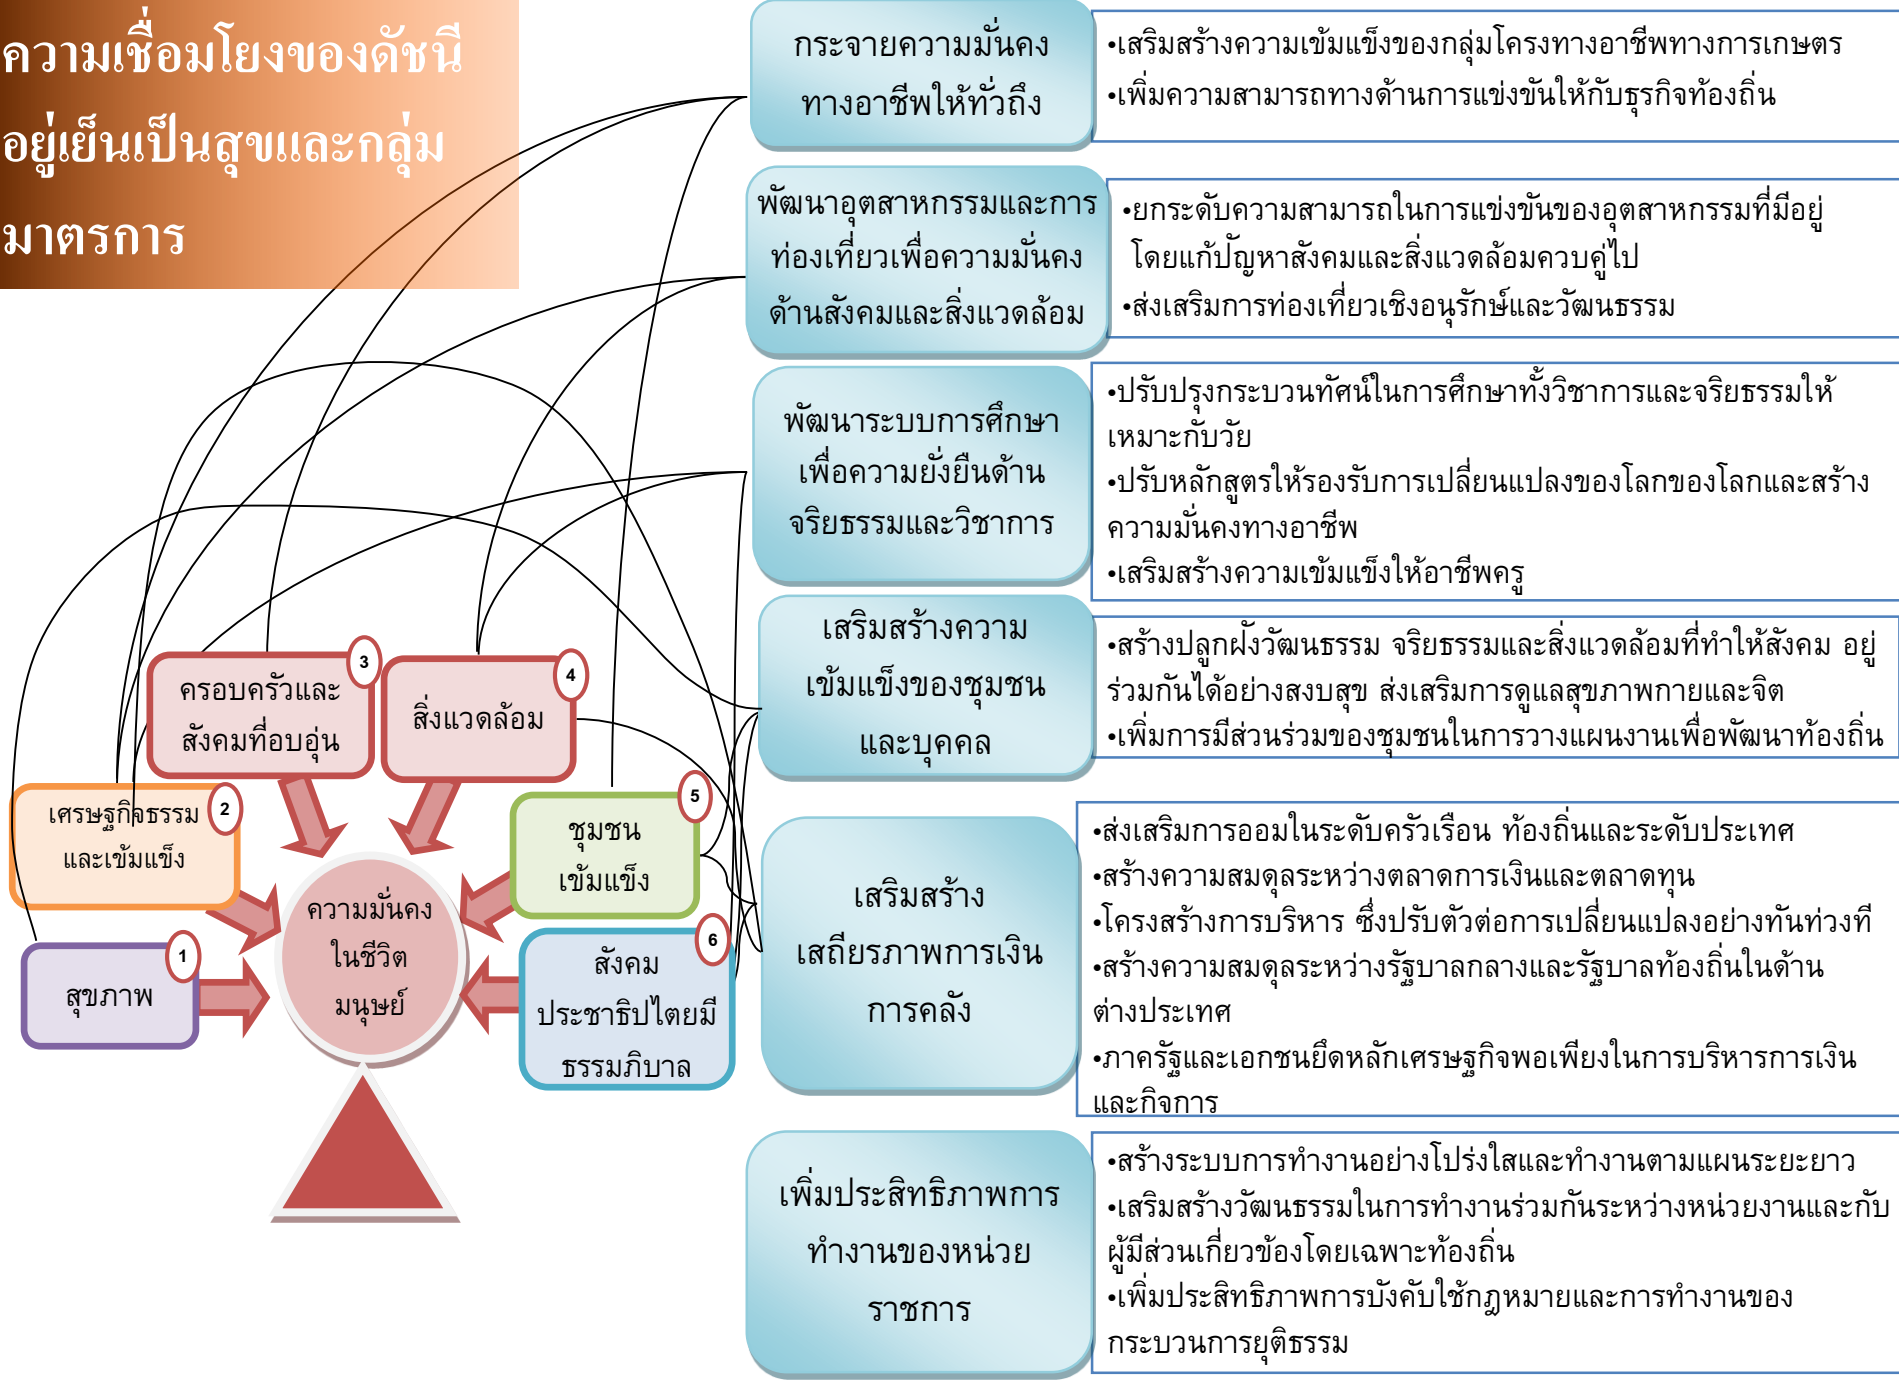 ความเชื่อมโยงของดัชนี
อยู่เย็นเป็นสุขและกลุ่ม
มาตรการ
กระจายความมั่นคง
ทางอาชีพให้ทั่วถึง
•เสริมสร้างความเข้มแข็งของกลุ่มโครงทางอาชีพทางการเกษตร
•เพิ่มความสามารถทางด้านการแข่งขันให้กับธุรกิจท้องถิ่น
พัฒนาอุตสาหกรรมและการ
ท่องเที่ยวเพื่อความมั่นคง
ด้านสังคมและสิ่งแวดล้อม
•ยกระดับความสามารถในการแข่งขันของอุตสาหกรรมที่มีอยู่
โดยแก้ปัญหาสังคมและสิ่งแวดล้อมควบคู่ไป
•ส่งเสริมการท่องเที่ยวเชิงอนุรักษ์และวัฒนธรรม
พัฒนาระบบการศึกษา
เพื่อความยั่งยืนด้าน
จริยธรรมและวิชาการ
•ปรับปรุงกระบวนทัศน์ในการศึกษาทั้งวิชาการและจริยธรรมให้
เหมาะกับวัย
•ปรับหลักสูตรให้รองรับการเปลี่ยนแปลงของโลกของโลกและสร้าง
ความมั่นคงทางอาชีพ
•เสริมสร้างความเข้มแข็งให้อาชีพครู
เสริมสร้างความ
เข้มแข็งของชุมชน
และบุคคล
•สร้างปลูกฝังวัฒนธรรม จริยธรรมและสิ่งแวดล้อมที่ทำให้สังคม อยู่
ร่วมกันได้อย่างสงบสุข ส่งเสริมการดูแลสุขภาพกายและจิต
•เพิ่มการมีส่วนร่วมของชุมชนในการวางแผนงานเพื่อพัฒนาท้องถิ่น
เสริมสร้าง
เสถียรภาพการเงิน
การคลัง
•ส่งเสริมการออมในระดับครัวเรือน ท้องถิ่นและระดับประเทศ
•สร้างความสมดุลระหว่างตลาดการเงินและตลาดทุน
•โครงสร้างการบริหาร ซึ่งปรับตัวต่อการเปลี่ยนแปลงอย่างทันท่วงที
•สร้างความสมดุลระหว่างรัฐบาลกลางและรัฐบาลท้องถิ่นในด้าน
ต่างประเทศ
•ภาครัฐและเอกชนยึดหลักเศรษฐกิจพอเพียงในการบริหารการเงิน
และกิจการ
เพิ่มประสิทธิภาพการ
ทำงานของหน่วย
ราชการ
•สร้างระบบการทำงานอย่างโปร่งใสและทำงานตามแผนระยะยาว
•เสริมสร้างวัฒนธรรมในการทำงานร่วมกันระหว่างหน่วยงานและกับ
ผู้มีส่วนเกี่ยวข้องโดยเฉพาะท้องถิ่น
•เพิ่มประสิทธิภาพการบังคับใช้กฎหมายและการทำงานของ
กระบวนการยุติธรรม
3
ครอบครัวและ
สังคมที่อบอุ่น
4
สิ่งแวดล้อม
2
เศรษฐกิจธรรม
และเข้มแข็ง
5
ชุมชน
เข้มแข็ง
1
สุขภาพ
6
สังคม
ประชาธิปไตยมี
ธรรมภิบาล
ความมั่นคง
ในชีวิต
มนุษย์